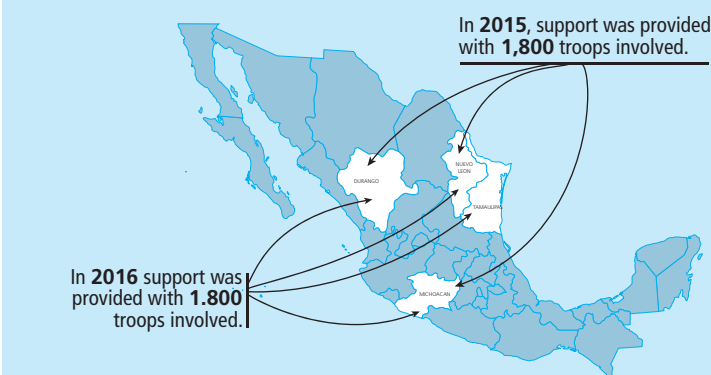 In 2015, support was provided
with 1,800 troops involved.
NUEVO
LEON
DURANGO
TAMAULIPAS
In 2016 support was
provided with 1.800
troops involved.
MICHOACAN